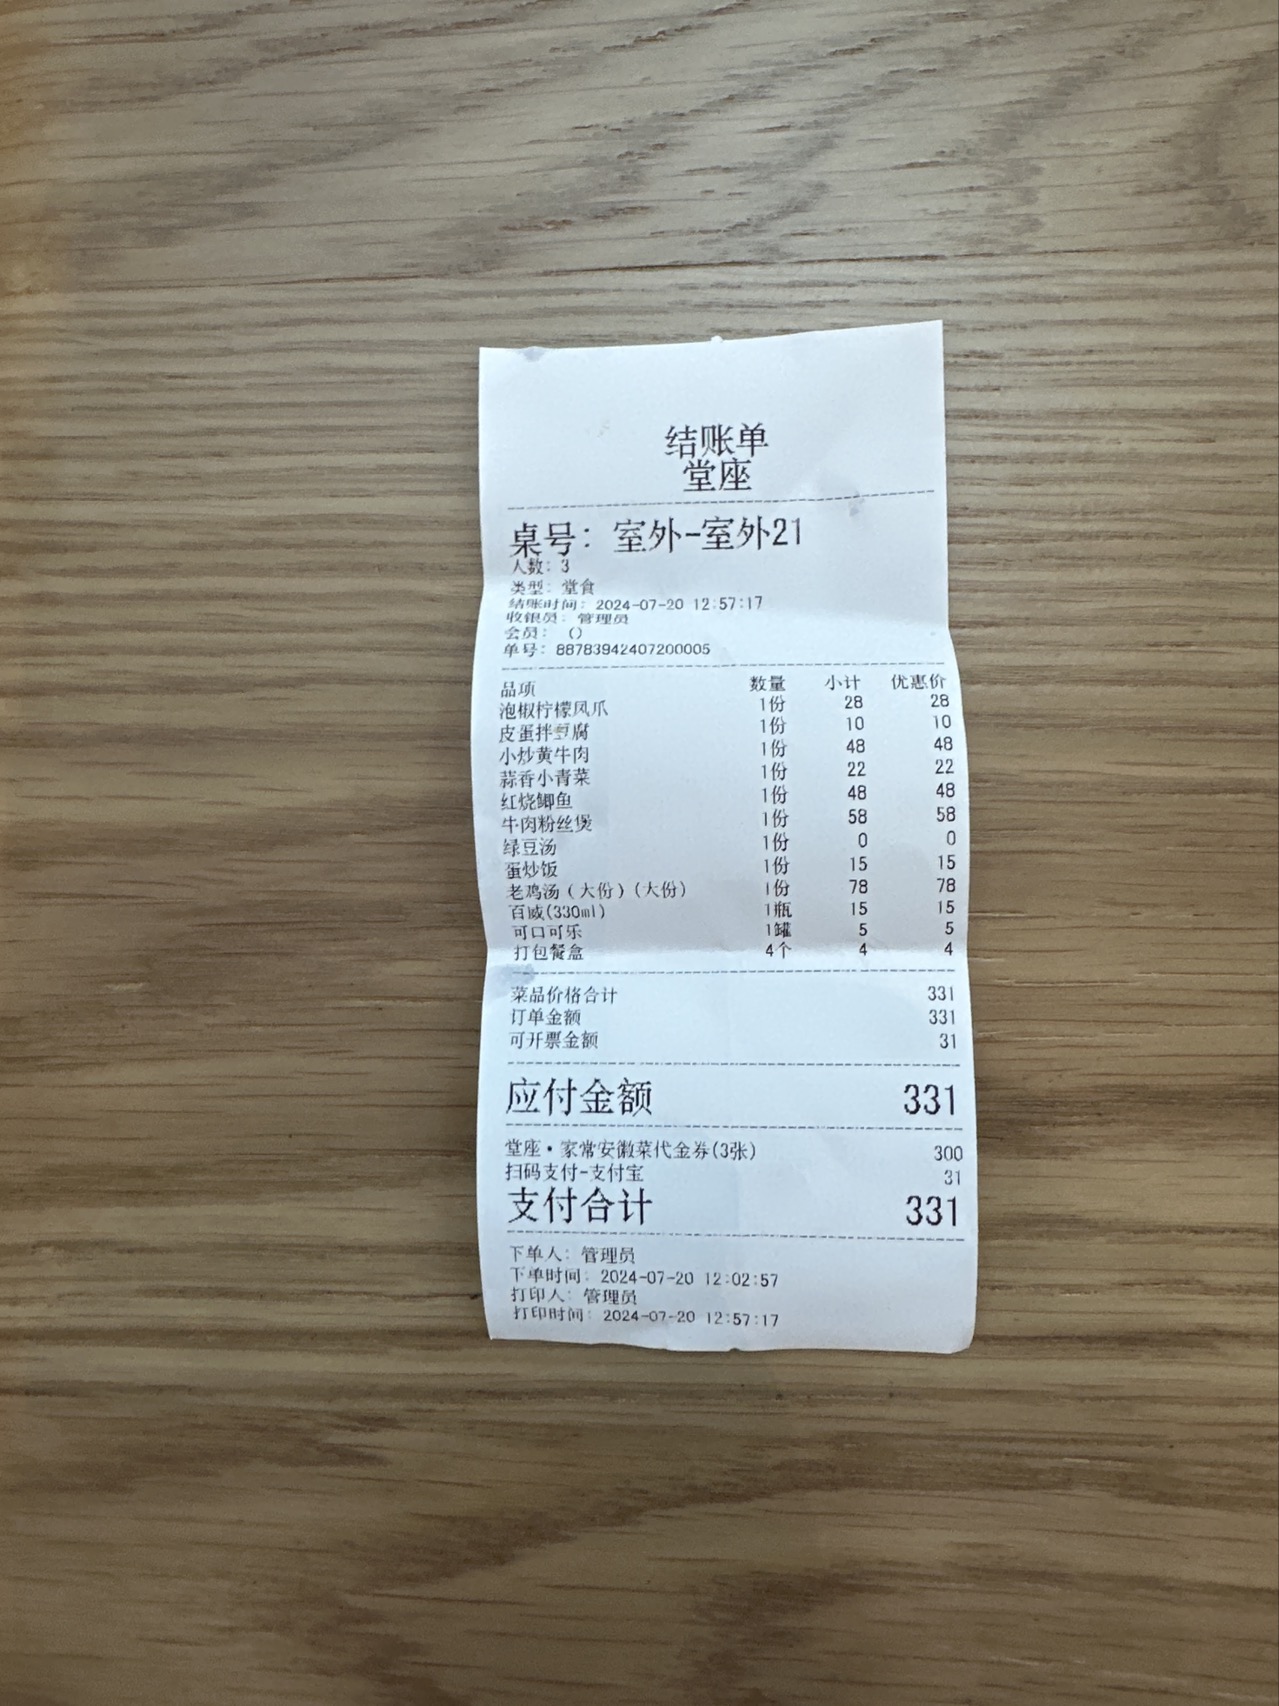 结账单
堂座
桌号: 室外-室外21
人数: 3
类型: 堂食
结账时间: 2024-07-20 12:57:17
收银员: 管理员
会员: ()
单号: 88783942407200005
品项 数量 小计 优惠价
泡椒柠檬凤爪 1份 28 28
皮蛋拌豆腐 1份 10 10
小炒黄牛肉 1份 48 48
蒜香小青菜 1份 22 22
红烧鲫鱼 1份 48 48
牛肉粉丝煲 1份 58 58
绿豆汤 1份 0 0
蛋炒饭 1份 15 15
老鸡汤(大份)(大份) 1份 78 78
百威(330ml) 1瓶 15 15
可口可乐 1罐 5 5
打包餐盒 4个 4 4
菜品价格合计 331
订单金额 331
可开票金额 31
应付金额 331
堂座·家常安徽菜代金券(3张) 300
扫码支付-支付宝 31
支付合计 331
下单人: 管理员
下单时间: 2024-07-20 12:02:57
打印人: 管理员
打印时间: 2024-07-20 12:57:17